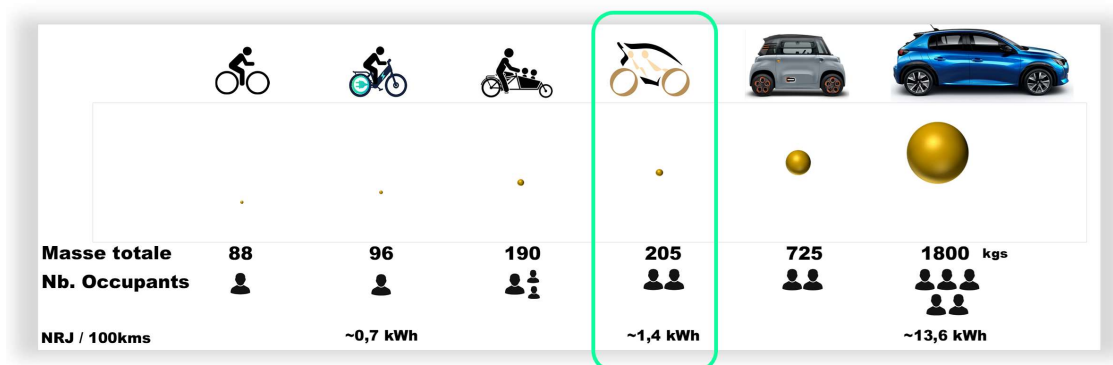 Masse totale 88 96 190 205 725 1800 kgs
Nb. Occupants
NRJ / 100kms ~0,7 kWh ~1,4 kWh ~13,6 kWh